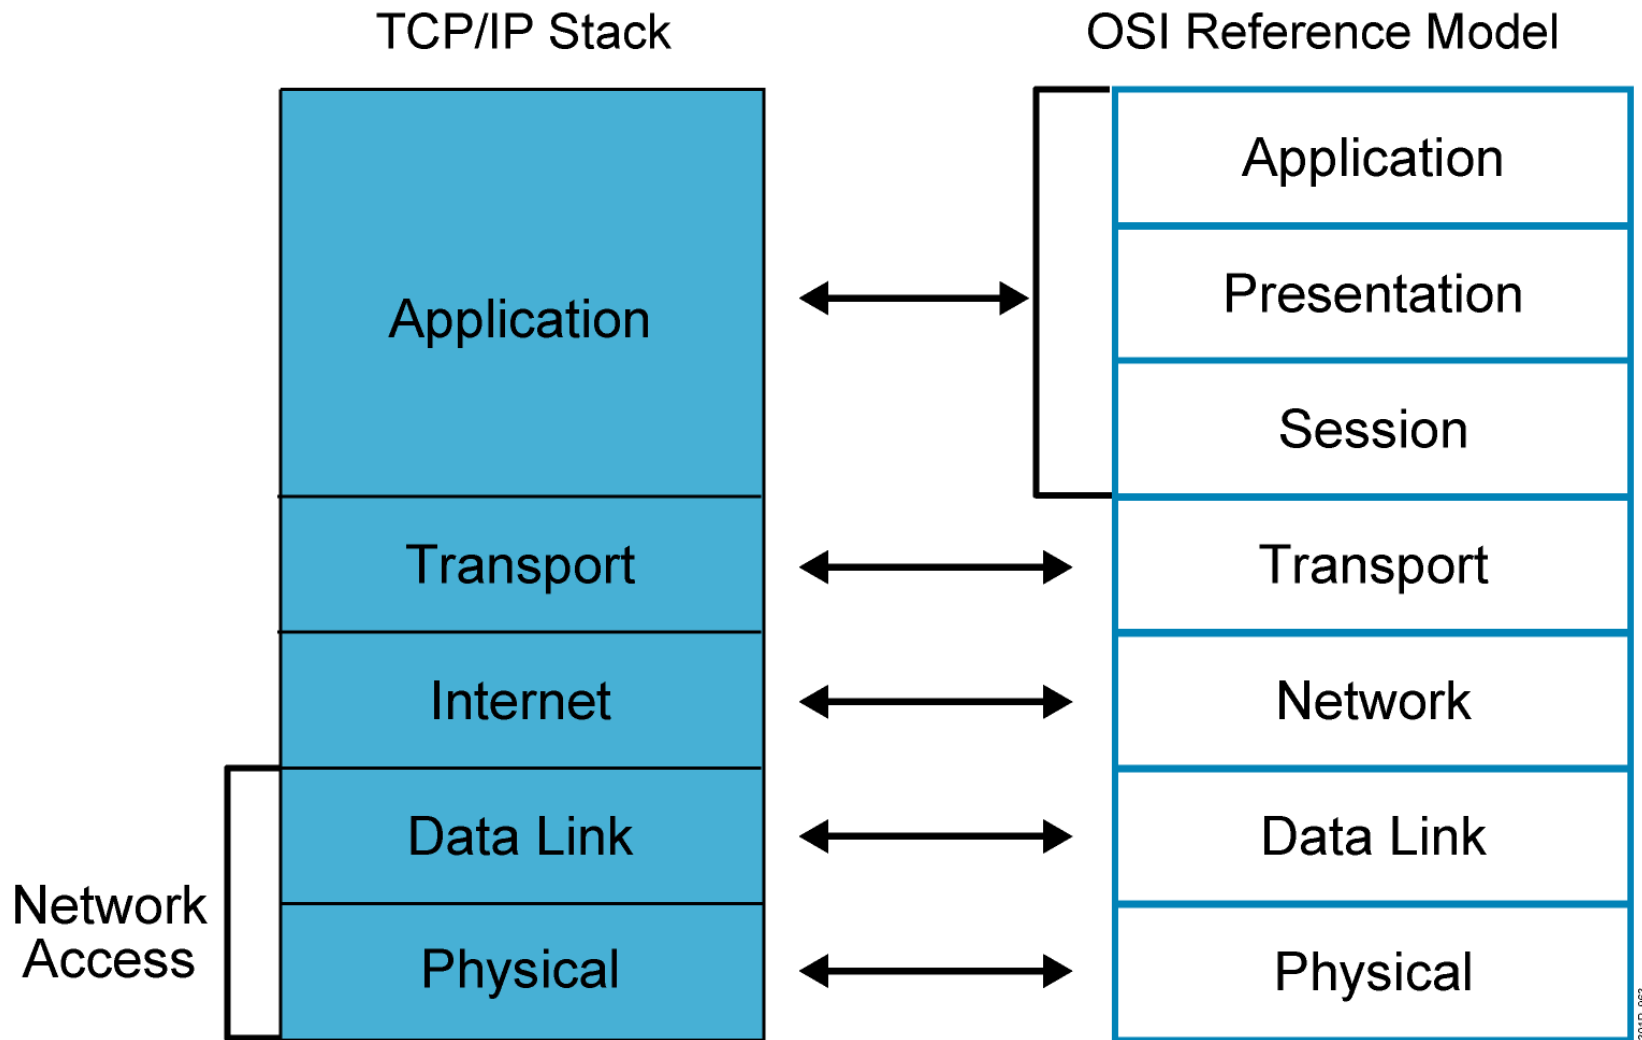 TCP/IP Stack
OSI Reference Model
Application
Transport
Internet
Data Link
Physical
Network
Access
Application
Presentation
Session
Transport
Network
Data Link
Physical